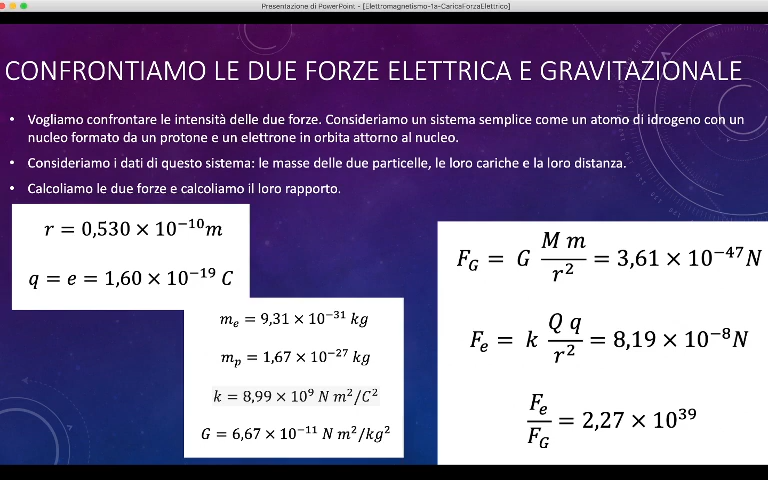 Presentazione di PowerPoint - [Elettromagnetismo-1a-CaricaForzaElettrico]
CONFRONTIAMO LE DUE FORZE ELETTRICA E GRAVITAZIONALE
• Vogliamo confrontare le intensità delle due forze. Consideriamo un sistema semplice come un atomo di idrogeno con un
nucleo formato da un protone e un elettrone in orbita attorno al nucleo.
• Consideriamo i dati di questo sistema: le masse delle due particelle, le loro cariche e la loro distanza.
• Calcoliamo le due forze e calcoliamo il loro rapporto.
r = 0,530 × 10⁻¹⁰m
q = e = 1,60 × 10⁻¹⁹ C
mₑ = 9,31 × 10⁻³¹ kg
mₚ = 1,67 × 10⁻²⁷ kg
k = 8,99 × 10⁹ N m²/C²
G = 6,67 × 10⁻¹¹ N m²/kg²
F_G = G (M m)/r² = 3,61 × 10⁻⁴⁷N
Fₑ = k (Q q)/r² = 8,19 × 10⁻⁸N
Fₑ/F_G = 2,27 × 10³⁹